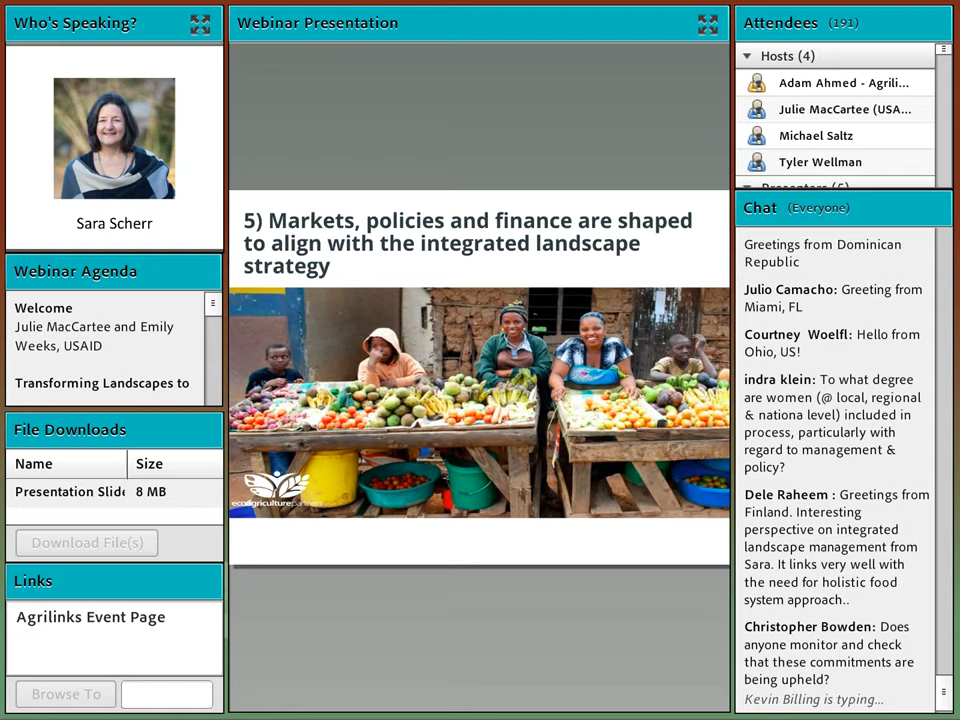 Who's Speaking?
Sara Scherr
Webinar Agenda
Welcome
Julie MacCartee and Emily
Weeks, USAID
Transforming Landscapes to
File Downloads
Name Size
Presentation Slide 8 MB
Download File(s)
Links
Agrilinks Event Page
Browse To
Webinar Presentation
5) Markets, policies and finance are shaped
to align with the integrated landscape
strategy
ecoagriculturepartners
Attendees (191)
Hosts (4)
Adam Ahmed - Agrili...
Julie MacCartee (USA...
Michael Saltz
Tyler Wellman
Presenters (5)
Chat (Everyone)
Greetings from Dominican
Republic
Julio Camacho: Greeting from
Miami, FL
Courtney Woelfl: Hello from
Ohio, US!
indra klein: To what degree
are women (@ local, regional
& nationa level) included in
process, particularly with
regard to management &
policy?
Dele Raheem : Greetings from
Finland. Interesting
perspective on integrated
landscape management from
Sara. It links very well with
the need for holistic food
system approach..
Christopher Bowden: Does
anyone monitor and check
that these commitments are
being upheld?
Kevin Billing is typing...